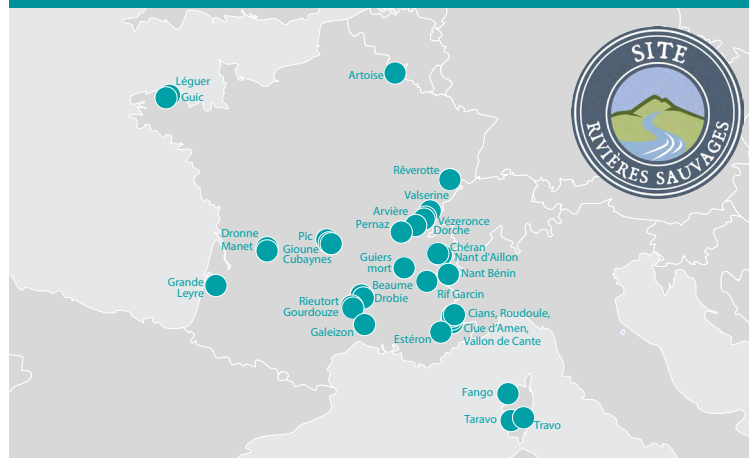 SITE
RIVIÈRES SAUVAGES
Léguer
Guic
Artoise
Rêverotte
Valserine
Arvière
Vézeronce
Pernaz
Dorche
Dronne
Manet
Pic
Gioune
Cubaynes
Chéran
Nant d’Aillon
Guiers
mort
Nant Bénin
Grande
Leyre
Beaume
Drobie
Rif Garcin
Rieutort
Gourdouze
Galeizon
Cians, Roudoule,
Clue d’Amen,
Vallon de Cante
Estéron
Fango
Taravo
Travo